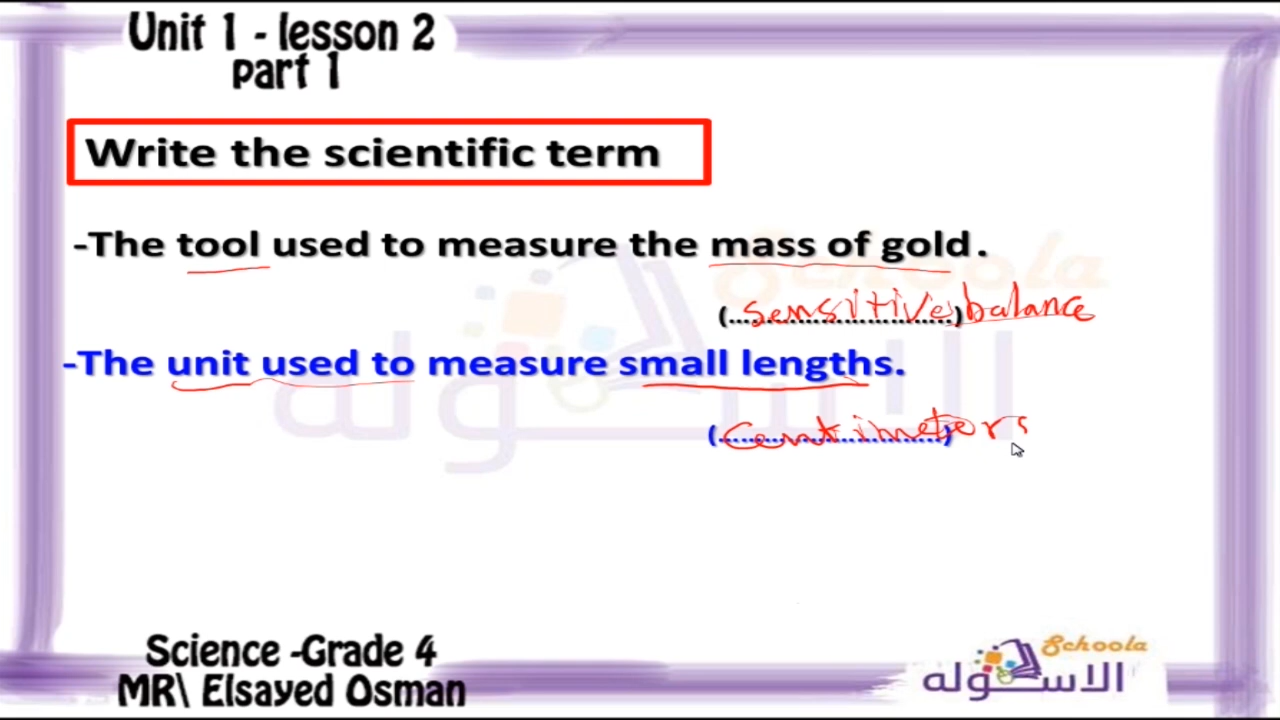 Unit 1 - lesson 2
part 1
Write the scientific term
-The tool used to measure the mass of gold.
(..............................) sensitive balance
-The unit used to measure small lengths.
(..............................) Centimeters
Science -Grade 4
MR\ Elsayed Osman
Schoola
الاسكوله